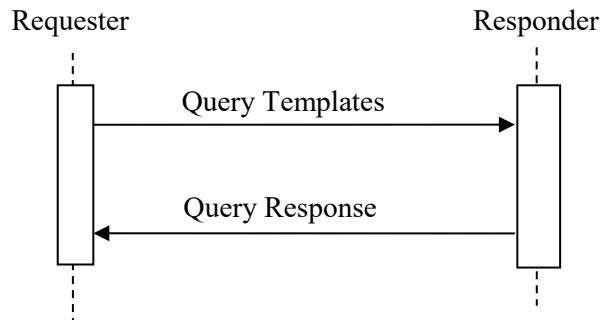 Requester
Responder
Query Templates
Query Response